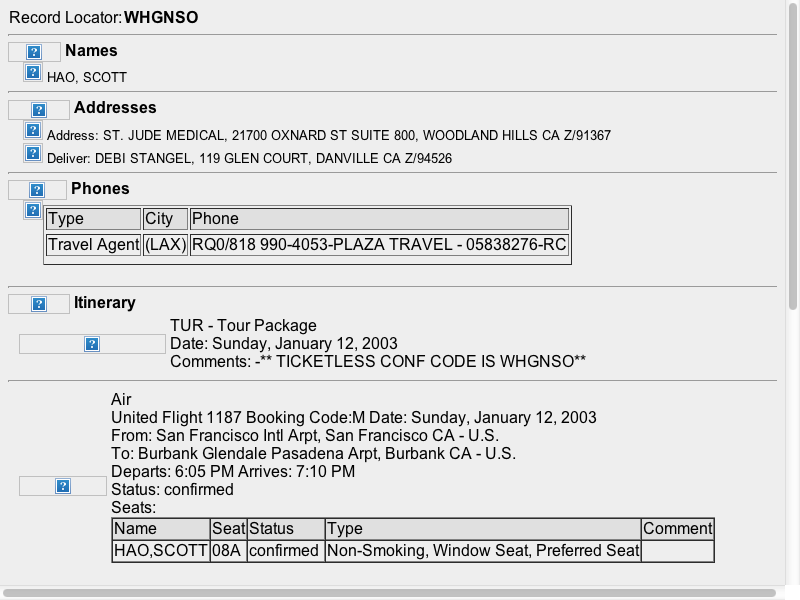 Record Locator: WHGNSO
Names
HAO, SCOTT
Addresses
Address: ST. JUDE MEDICAL, 21700 OXNARD ST SUITE 800, WOODLAND HILLS CA Z/91367
Deliver: DEBI STANGEL, 119 GLEN COURT, DANVILLE CA Z/94526
Phones
Type City Phone
Travel Agent (LAX) RQ0/818 990-4053-PLAZA TRAVEL - 05838276-RC
Itinerary
TUR - Tour Package
Date: Sunday, January 12, 2003
Comments: -** TICKETLESS CONF CODE IS WHGNSO**
Air
United Flight 1187 Booking Code:M Date: Sunday, January 12, 2003
From: San Francisco Intl Arpt, San Francisco CA - U.S.
To: Burbank Glendale Pasadena Arpt, Burbank CA - U.S.
Departs: 6:05 PM Arrives: 7:10 PM
Status: confirmed
Seats:
Name Seat Status Type Comment
HAO,SCOTT 08A confirmed Non-Smoking, Window Seat, Preferred Seat